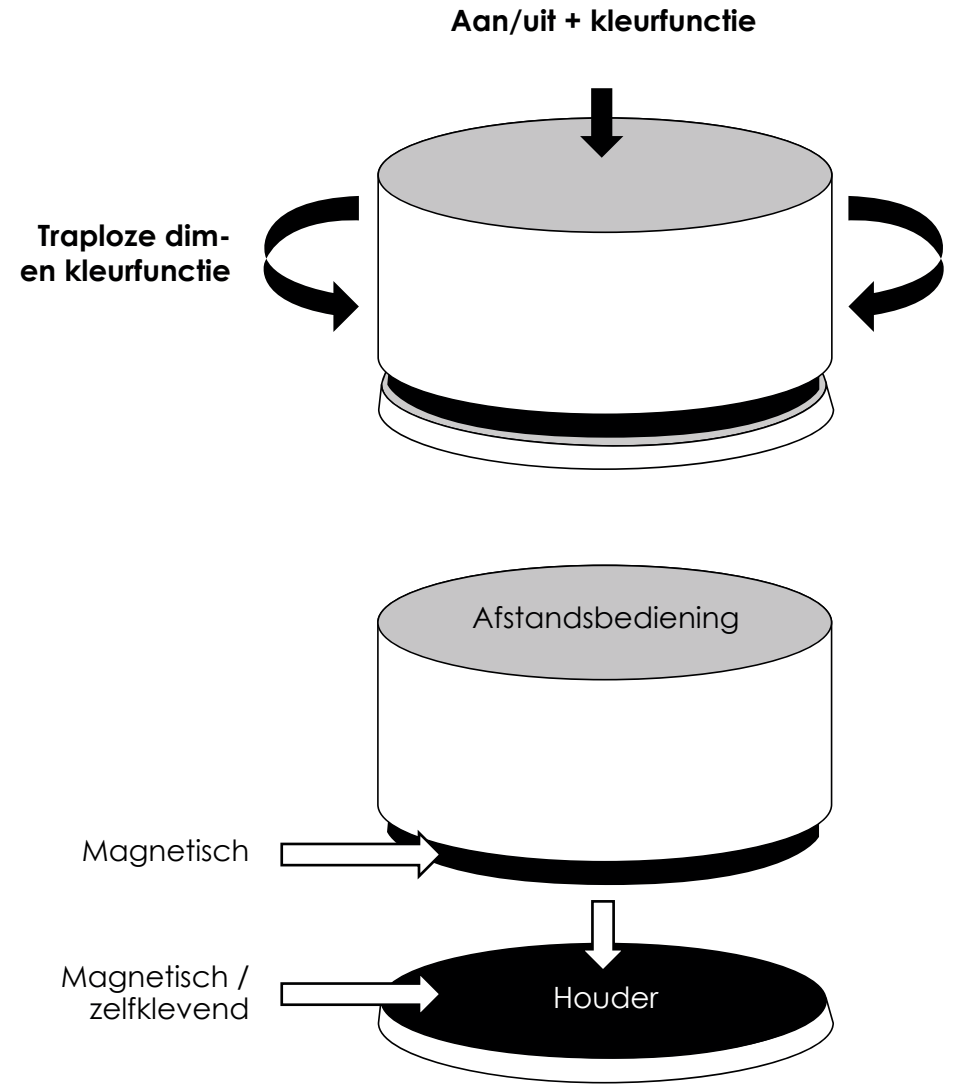 Aan/uit + kleurfunctie
Traploze dim-
en kleurfunctie
Afstandsbediening
Magnetisch
Magnetisch /
zelfklevend
Houder